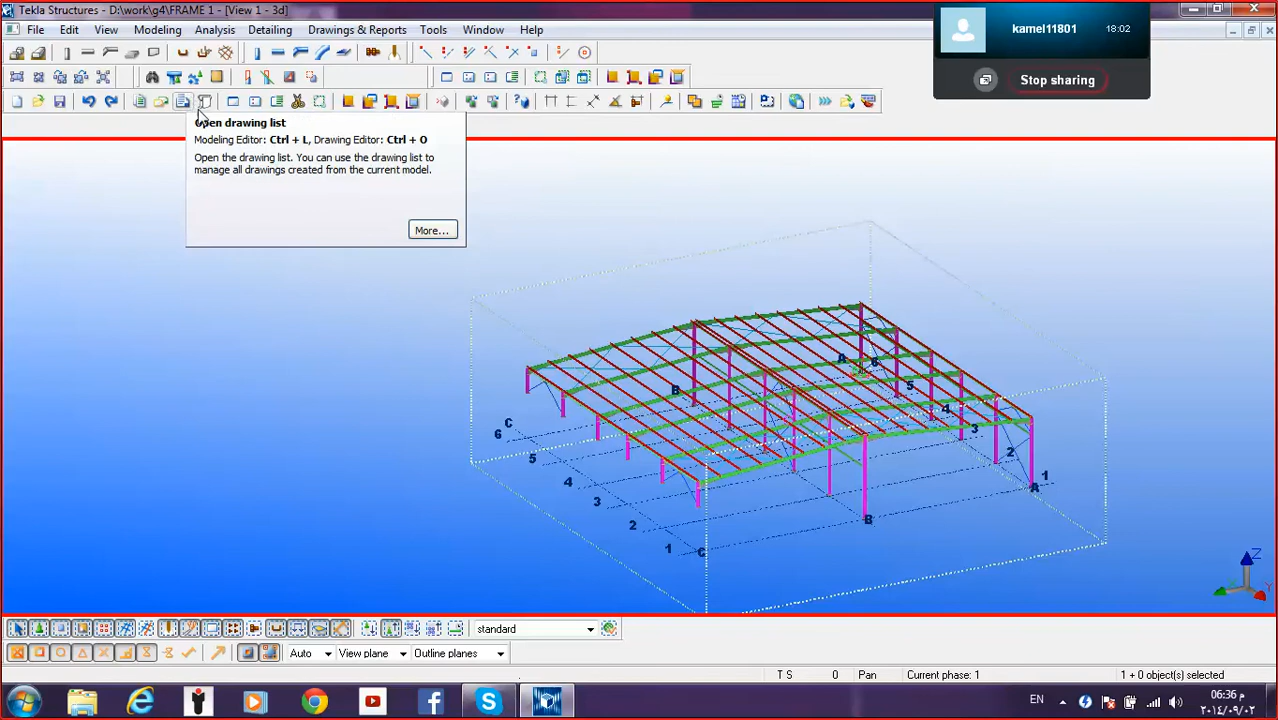 Tekla Structures - D:\work\g4\FRAME 1 - [View 1 - 3d]
kamel11801
18:02
Stop sharing
File Edit View Modeling Analysis Detailing Drawings & Reports Tools Window Help
Open drawing list
Modeling Editor: Ctrl + L, Drawing Editor: Ctrl + O
Open the drawing list. You can use the drawing list to
manage all drawings created from the current model.
More...
A
6
B
5
C
4
6
3
5
2
4
1
3
A
2
B
1
C
Z
Y
standard
Auto
View plane
Outline planes
T S
0
Pan
Current phase: 1
1 + 0 object(s) selected
EN
06:36 م
٢٠١٤/٠٩/٠٢